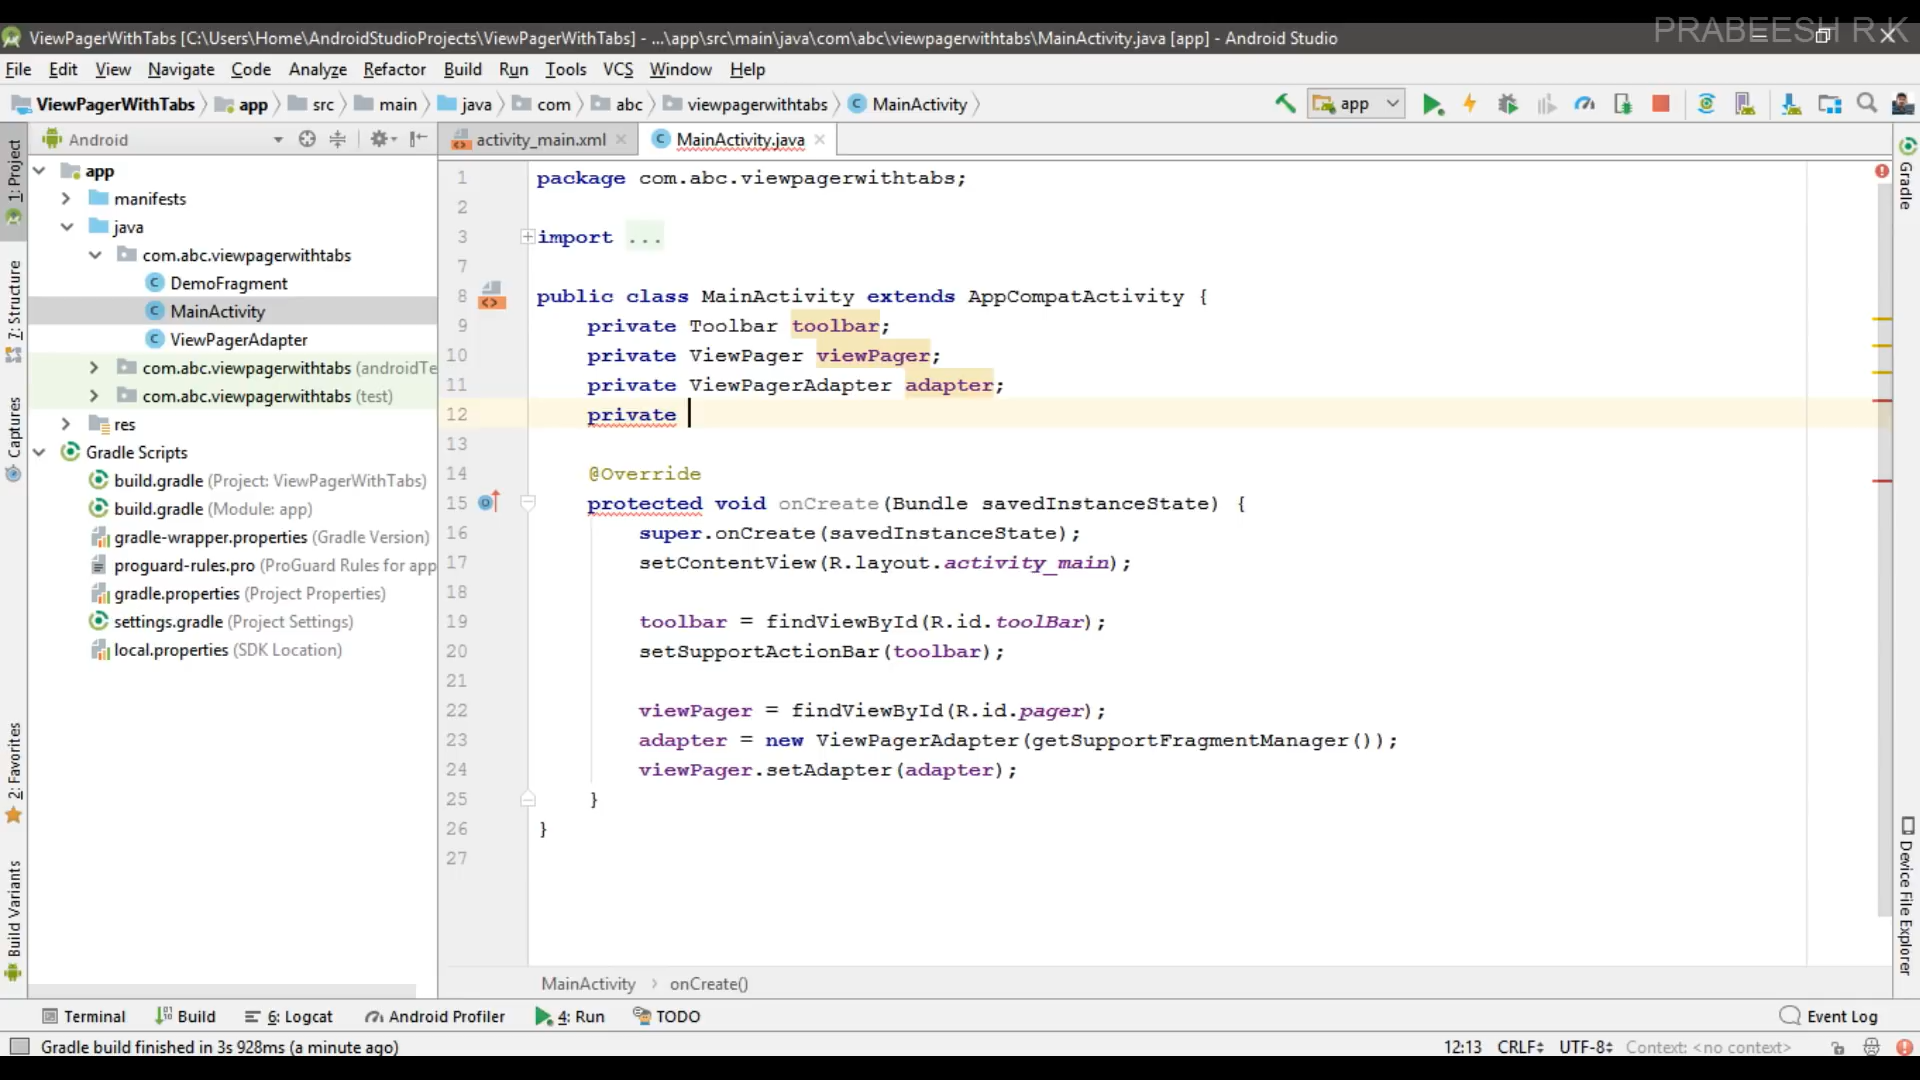 PRABEESH R K
ViewPagerWithTabs [C:\Users\Home\AndroidStudioProjects\ViewPagerWithTabs] - ...\app\src\main\java\com\abc\viewpagerwithtabs\MainActivity.java [app] - Android Studio
File Edit View Navigate Code Analyze Refactor Build Run Tools VCS Window Help
ViewPagerWithTabs app src main java com abc viewpagerwithtabs MainActivity app
Android
activity_main.xml MainActivity.java
1: Project
7: Structure
Captures
2: Favorites
Build Variants
app
manifests
java
com.abc.viewpagerwithtabs
DemoFragment
MainActivity
ViewPagerAdapter
com.abc.viewpagerwithtabs (androidTe
com.abc.viewpagerwithtabs (test)
res
Gradle Scripts
build.gradle (Project: ViewPagerWithTabs)
build.gradle (Module: app)
gradle-wrapper.properties (Gradle Version)
proguard-rules.pro (ProGuard Rules for app
gradle.properties (Project Properties)
settings.gradle (Project Settings)
local.properties (SDK Location)
1 package com.abc.viewpagerwithtabs;
2
3 import ...
7
8 public class MainActivity extends AppCompatActivity {
9 private Toolbar toolbar;
10 private ViewPager viewPager;
11 private ViewPagerAdapter adapter;
12 private
13
14 @Override
15 protected void onCreate(Bundle savedInstanceState) {
16 super.onCreate(savedInstanceState);
17 setContentView(R.layout.activity_main);
18
19 toolbar = findViewById(R.id.toolBar);
20 setSupportActionBar(toolbar);
21
22 viewPager = findViewById(R.id.pager);
23 adapter = new ViewPagerAdapter(getSupportFragmentManager());
24 viewPager.setAdapter(adapter);
25 }
26 }
27
Gradle
Device File Explorer
MainActivity onCreate()
Terminal Build 6: Logcat Android Profiler 4: Run TODO Event Log
Gradle build finished in 3s 928ms (a minute ago) 12:13 CRLF UTF-8 Context: <no context>